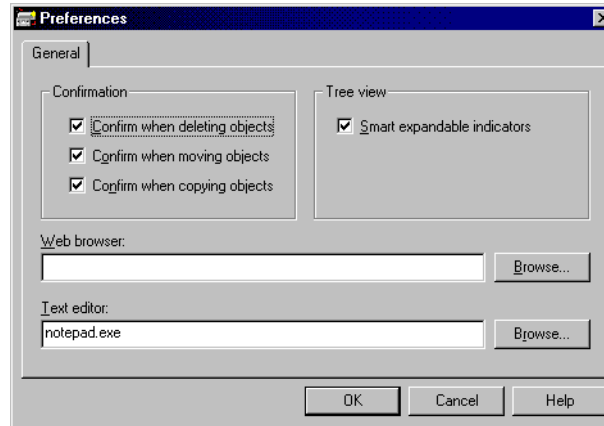 Preferences
General
Confirmation
Confirm when deleting objects
Confirm when moving objects
Confirm when copying objects
Tree view
Smart expandable indicators
Web browser:
Browse...
Text editor:
notepad.exe
Browse...
OK
Cancel
Help